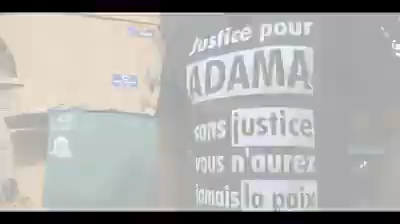 Justice pour
ADAMA
sans justice
vous n'aurez
jamais la paix